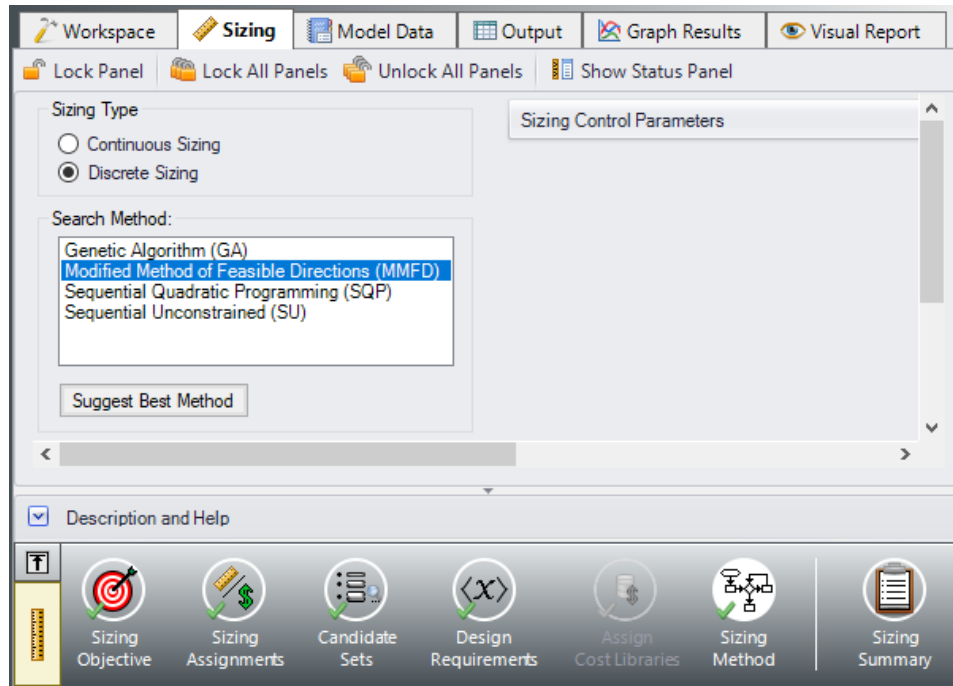 Workspace
Sizing
Model Data
Output
Graph Results
Visual Report
Lock Panel
Lock All Panels
Unlock All Panels
Show Status Panel
Sizing Type
Continuous Sizing
Discrete Sizing
Sizing Control Parameters
Search Method:
Genetic Algorithm (GA)
Modified Method of Feasible Directions (MMFD)
Sequential Quadratic Programming (SQP)
Sequential Unconstrained (SU)
Suggest Best Method
Description and Help
Sizing
Objective
Sizing
Assignments
Candidate
Sets
⟨x⟩
Design
Requirements
$
Assign
Cost Libraries
Sizing
Method
Sizing
Summary